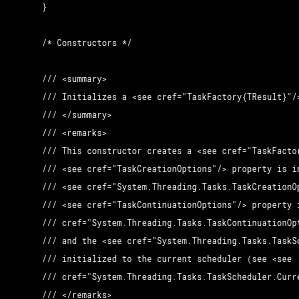 }
/* Constructors */
/// <summary>
/// Initializes a <see cref="TaskFactory{TResult}"/>
/// </summary>
/// <remarks>
/// This constructor creates a <see cref="TaskFactor
/// <see cref="TaskCreationOptions"/> property is in
/// <see cref="System.Threading.Tasks.TaskCreationOp
/// <see cref="TaskContinuationOptions"/> property i
/// cref="System.Threading.Tasks.TaskContinuationOpt
/// and the <see cref="System.Threading.Tasks.TaskSc
/// initialized to the current scheduler (see <see
/// cref="System.Threading.Tasks.TaskScheduler.Curre
/// </remarks>